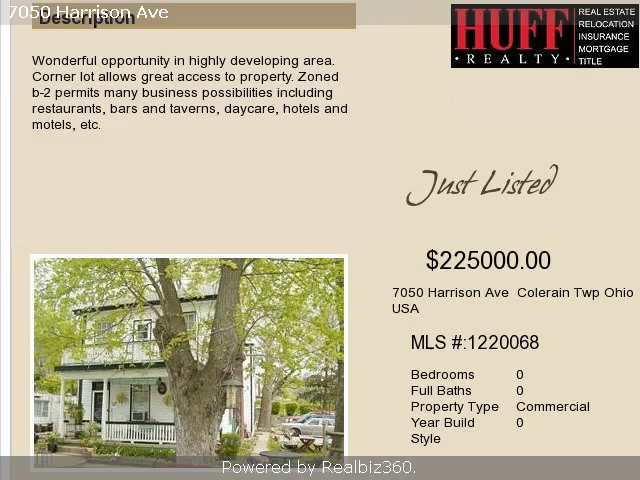 7050 Harrison Ave
Description
Wonderful opportunity in highly developing area.
Corner lot allows great access to property. Zoned
b-2 permits many business possibilities including
restaurants, bars and taverns, daycare, hotels and
motels, etc.
HUFF
• REALTY •
REAL ESTATE
RELOCATION
INSURANCE
MORTGAGE
TITLE
Just Listed
$225000.00
7050 Harrison Ave Colerain Twp Ohio
USA
MLS #:1220068
Bedrooms 0
Full Baths 0
Property Type Commercial
Year Build 0
Style
Powered by Realbiz360.